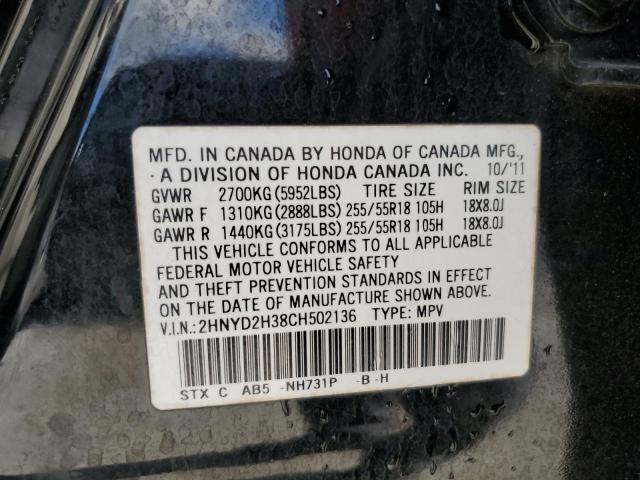 MFD. IN CANADA BY HONDA OF CANADA MFG.,
A DIVISION OF HONDA CANADA INC. 10/'11
GVWR 2700KG (5952LBS) TIRE SIZE RIM SIZE
GAWR F 1310KG (2888LBS) 255/55R18 105H 18X8.0J
GAWR R 1440KG (3175LBS) 255/55R18 105H 18X8.0J
THIS VEHICLE CONFORMS TO ALL APPLICABLE
FEDERAL MOTOR VEHICLE SAFETY
AND THEFT PREVENTION STANDARDS IN EFFECT
ON THE DATE OF MANUFACTURE SHOWN ABOVE.
V.I.N.: 2HNYD2H38CH502136 TYPE: MPV
STX C AB5 -NH731P -B-H